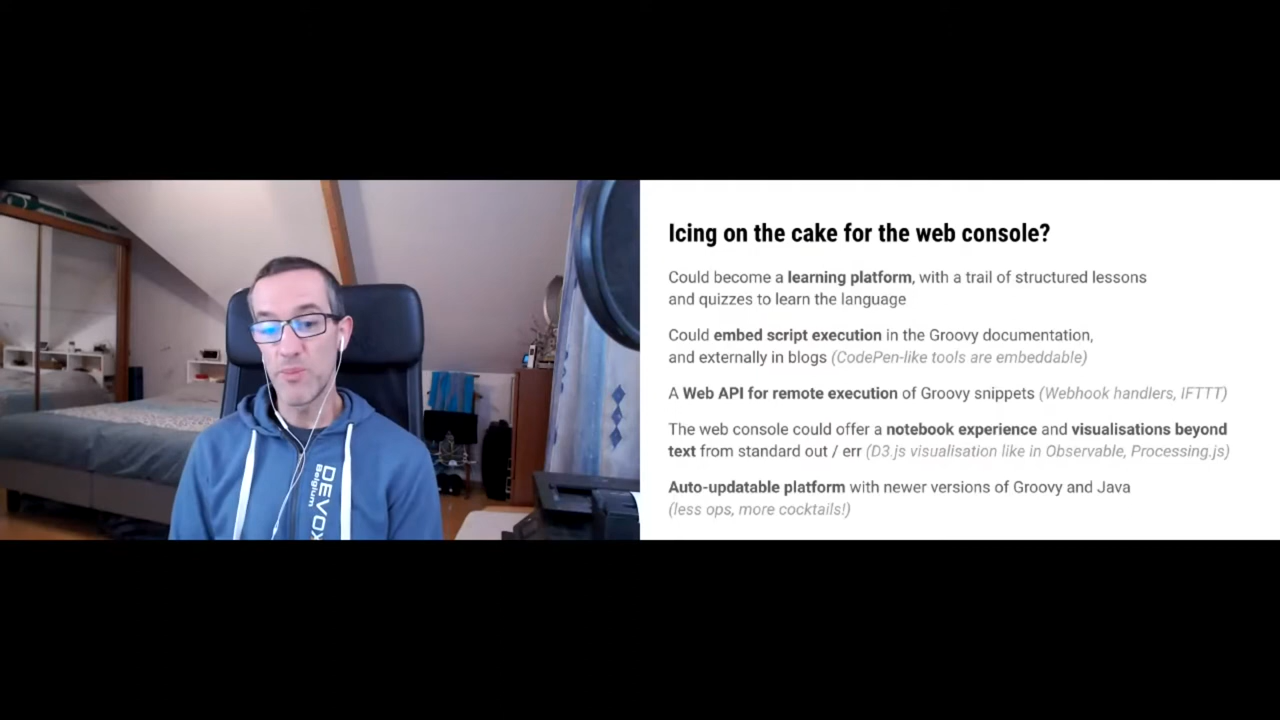 DEVOX
Belgium
Icing on the cake for the web console?
Could become a learning platform, with a trail of structured lessons
and quizzes to learn the language
Could embed script execution in the Groovy documentation,
and externally in blogs (CodePen-like tools are embeddable)
A Web API for remote execution of Groovy snippets (Webhook handlers, IFTTT)
The web console could offer a notebook experience and visualisations beyond
text from standard out / err (D3.js visualisation like in Observable, Processing.js)
Auto-updatable platform with newer versions of Groovy and Java
(less ops, more cocktails!)